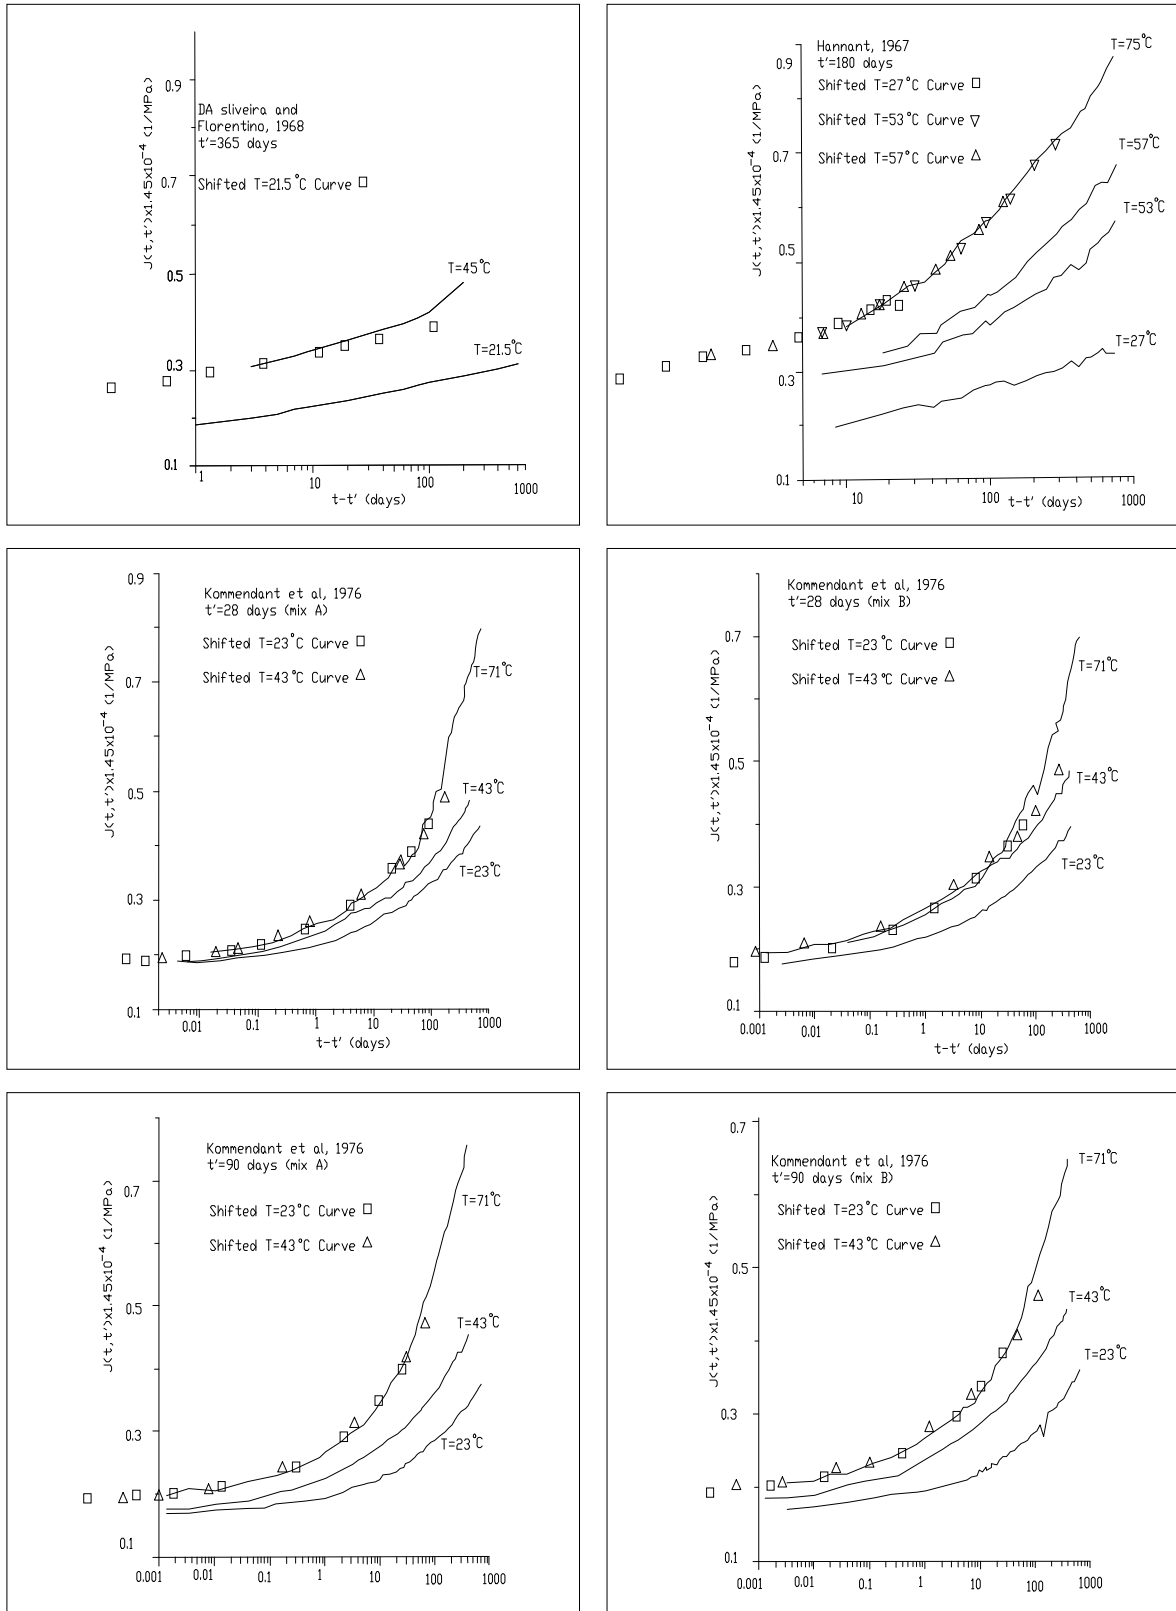 DA sliveira and
Florentino, 1968
t'=365 days
Shifted T=21.5°C Curve
J(t,t')x1.45x10⁻⁴ (1/MPa)
0.9
0.7
0.5
0.3
0.1
T=45°C
T=21.5°C
1
10
100
1000
t-t' (days)
Hannant, 1967
t'=180 days
Shifted T=27°C Curve
Shifted T=53°C Curve
Shifted T=57°C Curve
J(t,t')x1.45x10⁻⁴ (1/MPa)
0.9
0.7
0.5
0.3
0.1
T=75°C
T=57°C
T=53°C
T=27°C
10
100
1000
t-t' (days)
Kommendant et al, 1976
t'=28 days (mix A)
Shifted T=23°C Curve
Shifted T=43°C Curve
J(t,t')x1.45x10⁻⁴ (1/MPa)
0.9
0.7
0.5
0.3
0.1
T=71°C
T=43°C
T=23°C
0.01
0.1
1
10
100
1000
t-t' (days)
Kommendant et al, 1976
t'=28 days (mix B)
Shifted T=23°C Curve
Shifted T=43°C Curve
J(t,t')x1.45x10⁻⁴ (1/MPa)
0.7
0.5
0.3
0.1
T=71°C
T=43°C
T=23°C
0.001
0.01
0.1
1
10
100
1000
t-t' (days)
Kommendant et al, 1976
t'=90 days (mix A)
Shifted T=23°C Curve
Shifted T=43°C Curve
J(t,t')x1.45x10⁻⁴ (1/MPa)
0.7
0.5
0.3
0.1
T=71°C
T=43°C
T=23°C
0.001
0.01
0.1
1
10
100
1000
Kommendant et al, 1976
t'=90 days (mix B)
Shifted T=23°C Curve
Shifted T=43°C Curve
J(t,t')x1.45x10⁻⁴ (1/MPa)
0.7
0.5
0.3
0.1
T=71°C
T=43°C
T=23°C
0.001
0.01
0.1
1
10
100
1000